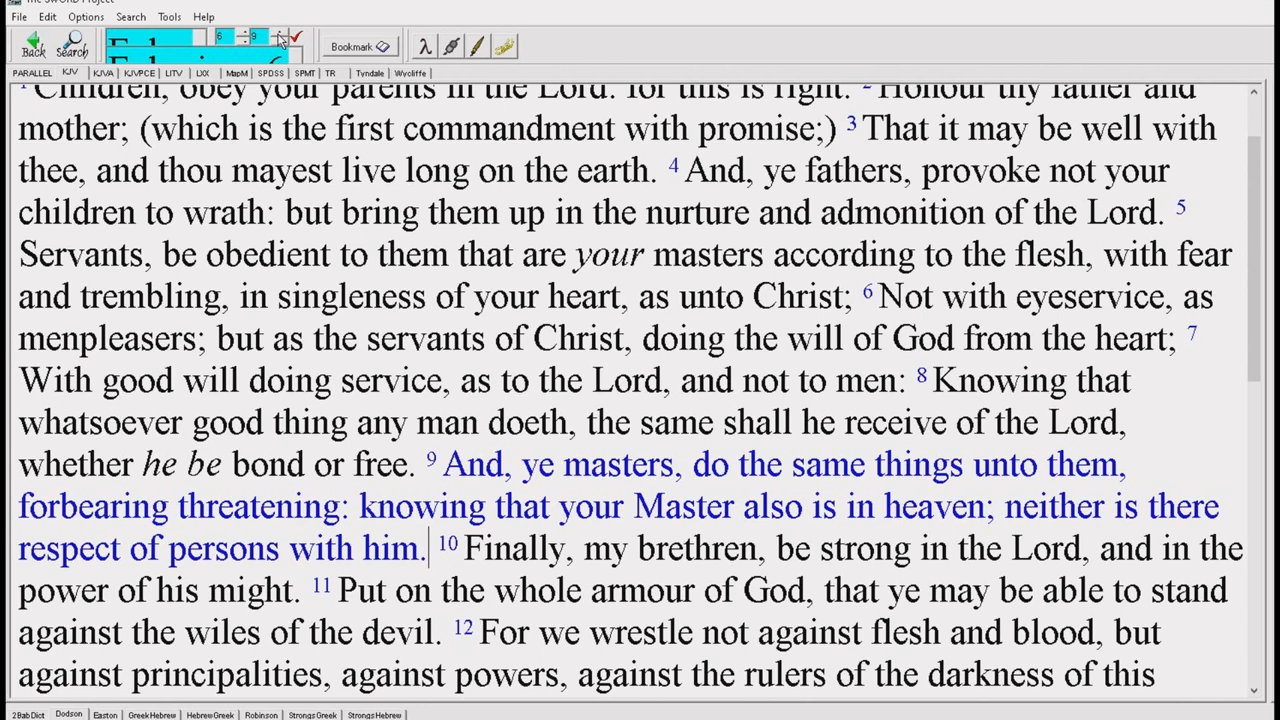 The SWORD Project
File Edit Options Search Tools Help
Back Search 6 9 Bookmark λ
PARALLEL KJV KJVA KJVPCE LITV LXX MapM SPDSS SPMT TR Tyndale Wycliffe
1 Children, obey your parents in the Lord: for this is right. 2 Honour thy father and
mother; (which is the first commandment with promise;) 3 That it may be well with
thee, and thou mayest live long on the earth. 4 And, ye fathers, provoke not your
children to wrath: but bring them up in the nurture and admonition of the Lord. 5
Servants, be obedient to them that are your masters according to the flesh, with fear
and trembling, in singleness of your heart, as unto Christ; 6 Not with eyeservice, as
menpleasers; but as the servants of Christ, doing the will of God from the heart; 7
With good will doing service, as to the Lord, and not to men: 8 Knowing that
whatsoever good thing any man doeth, the same shall he receive of the Lord,
whether he be bond or free. 9 And, ye masters, do the same things unto them,
forbearing threatening: knowing that your Master also is in heaven; neither is there
respect of persons with him. 10 Finally, my brethren, be strong in the Lord, and in the
power of his might. 11 Put on the whole armour of God, that ye may be able to stand
against the wiles of the devil. 12 For we wrestle not against flesh and blood, but
against principalities, against powers, against the rulers of the darkness of this
2BabDict Dodson Easton GreekHebrew HebrewGreek Robinson StrongsGreek StrongsHebrew